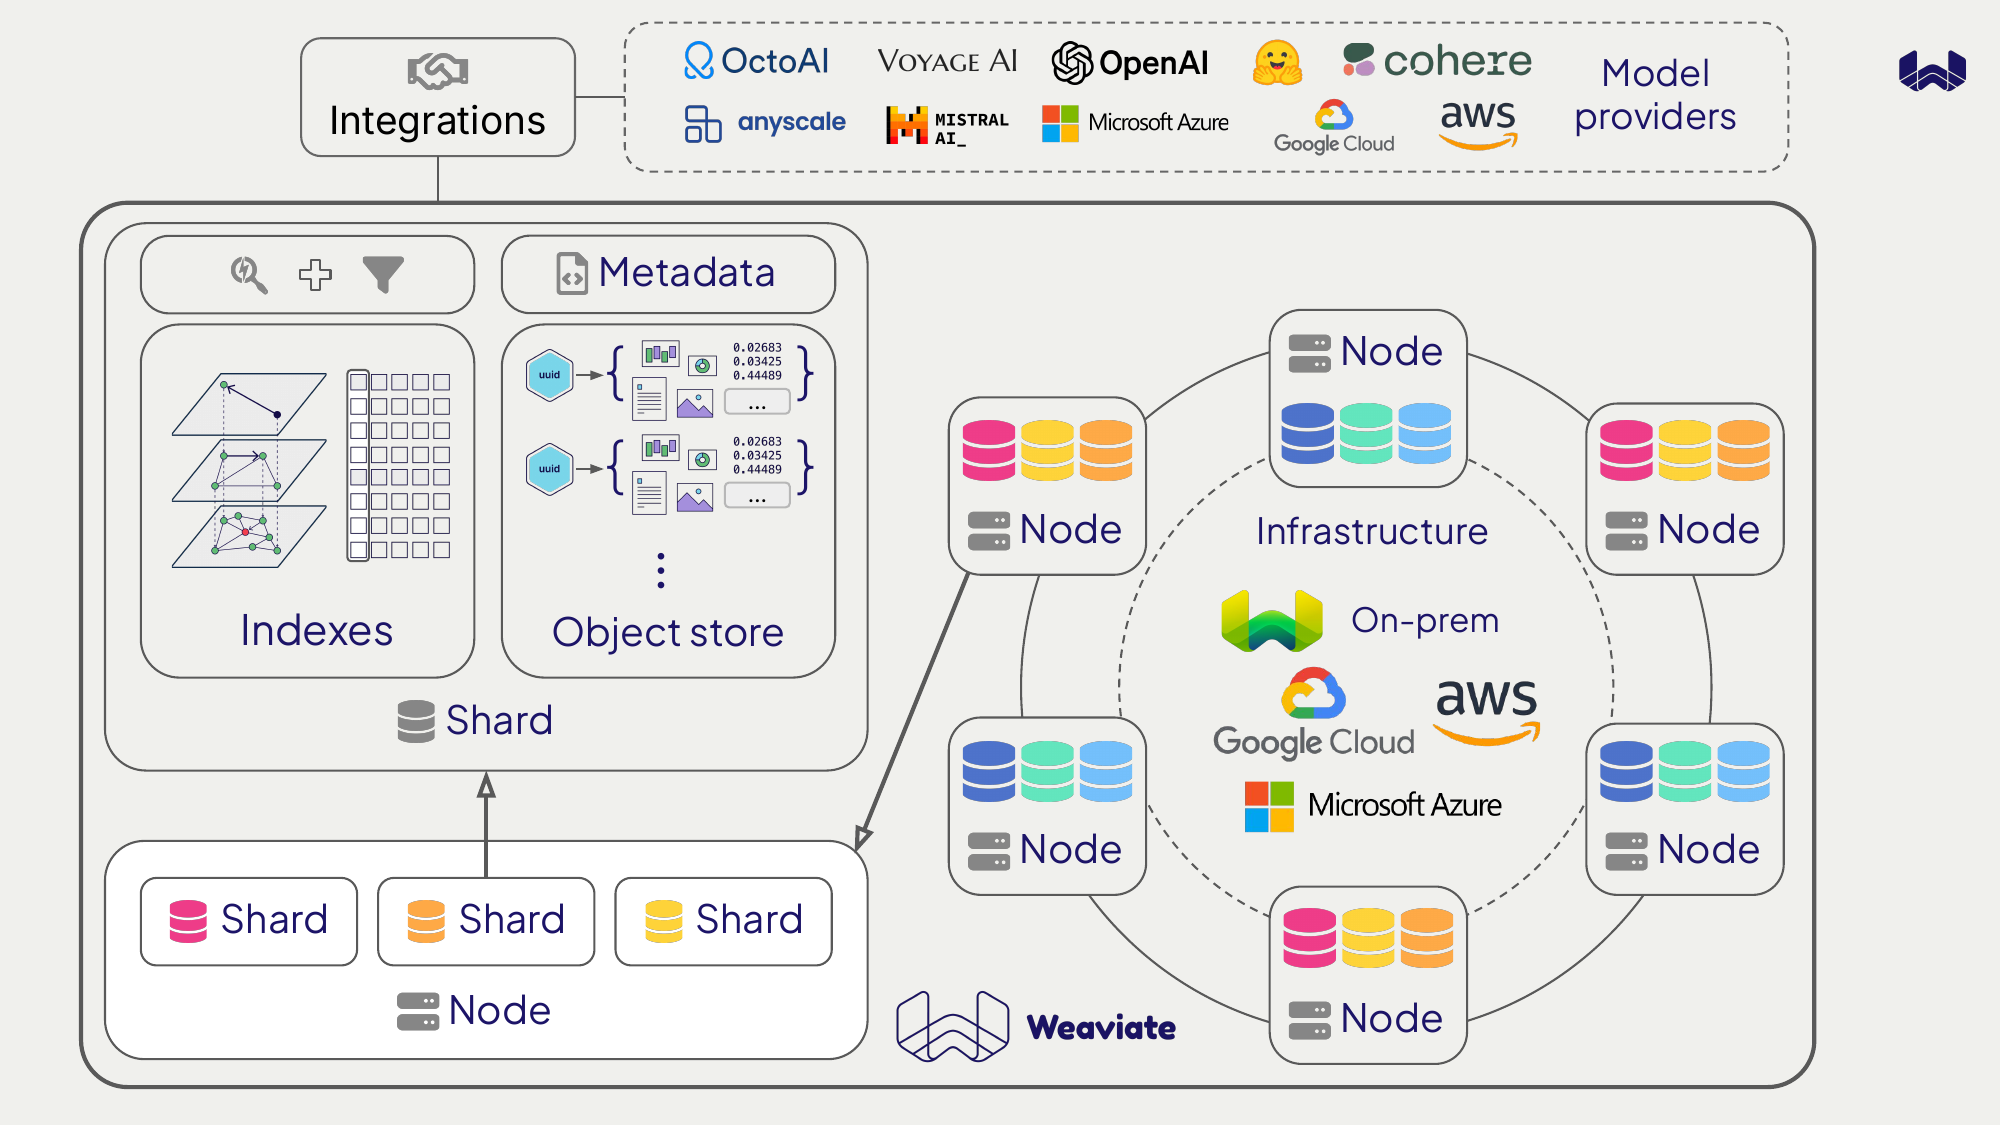 Integrations
OctoAI
VOYAGE AI
OpenAI
cohere
anyscale
MISTRAL
AI_
Microsoft Azure
Google Cloud
aws
Model
providers
Metadata
Indexes
uuid
0.02683
0.03425
0.44489
...
uuid
0.02683
0.03425
0.44489
...
Object store
Shard
Shard
Shard
Shard
Node
Node
Node
Node
Node
Node
Node
Infrastructure
On-prem
Google Cloud
aws
Microsoft Azure
Weaviate